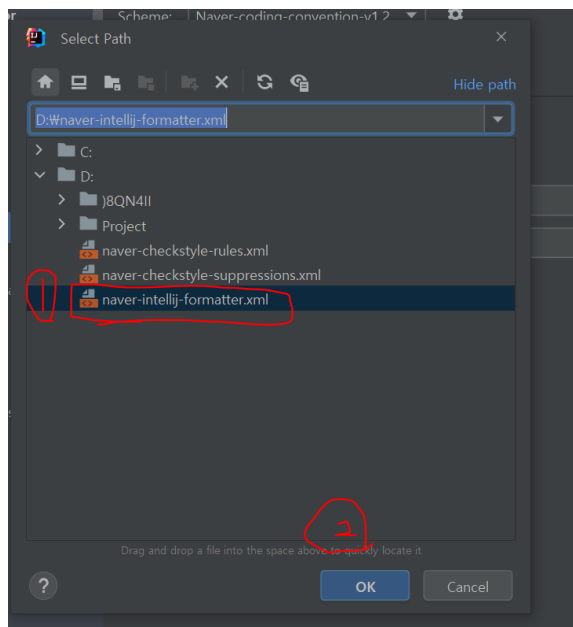 Scheme: Naver-coding-convention-v1.2
Select Path
Hide path
D:₩naver-intellij-formatter.xml
C:
D:
)8QN4II
Project
naver-checkstyle-rules.xml
naver-checkstyle-suppressions.xml
1
naver-intellij-formatter.xml
2
Drag and drop a file into the space above to quickly locate it
?
OK
Cancel